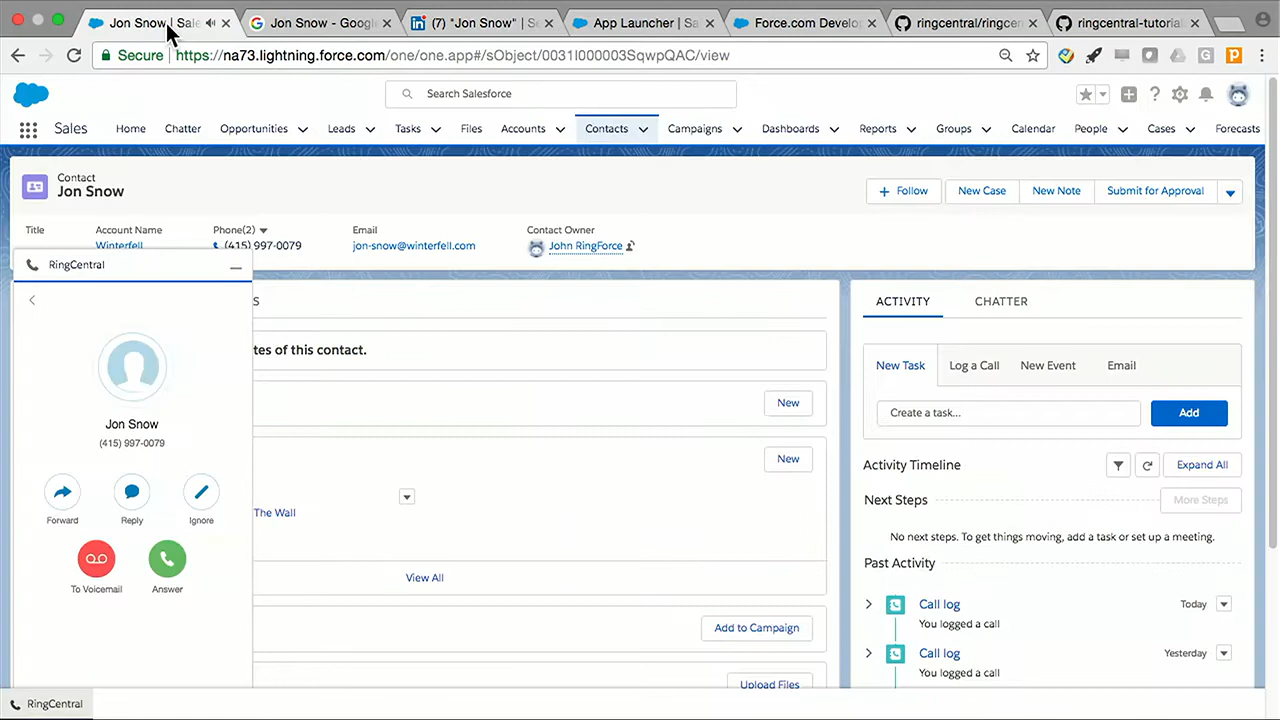 Jon Snow | Sale
Jon Snow - Google
(7) "Jon Snow" | Se
App Launcher | Sa
Force.com Develo
ringcentral/ringce
ringcentral-tutorial
Secure | https://na73.lightning.force.com/one/one.app#/sObject/0031I000003SqwpQAC/view
Search Salesforce
Sales Home Chatter Opportunities Leads Tasks Files Accounts Contacts Campaigns Dashboards Reports Groups Calendar People Cases Forecasts
Contact
Jon Snow
Follow New Case New Note Submit for Approval
Title Account Name Phone(2) Email Contact Owner
Winterfell (415) 997-0079 jon-snow@winterfell.com John RingForce
RingCentral
Jon Snow
(415) 997-0079
Forward Reply Ignore
To Voicemail Answer
S
tes of this contact.
New
New
The Wall
View All
Add to Campaign
Upload Files
ACTIVITY CHATTER
New Task Log a Call New Event Email
Create a task... Add
Activity Timeline Expand All
Next Steps More Steps
No next steps. To get things moving, add a task or set up a meeting.
Past Activity
Call log Today
You logged a call
Call log Yesterday
You logged a call
RingCentral